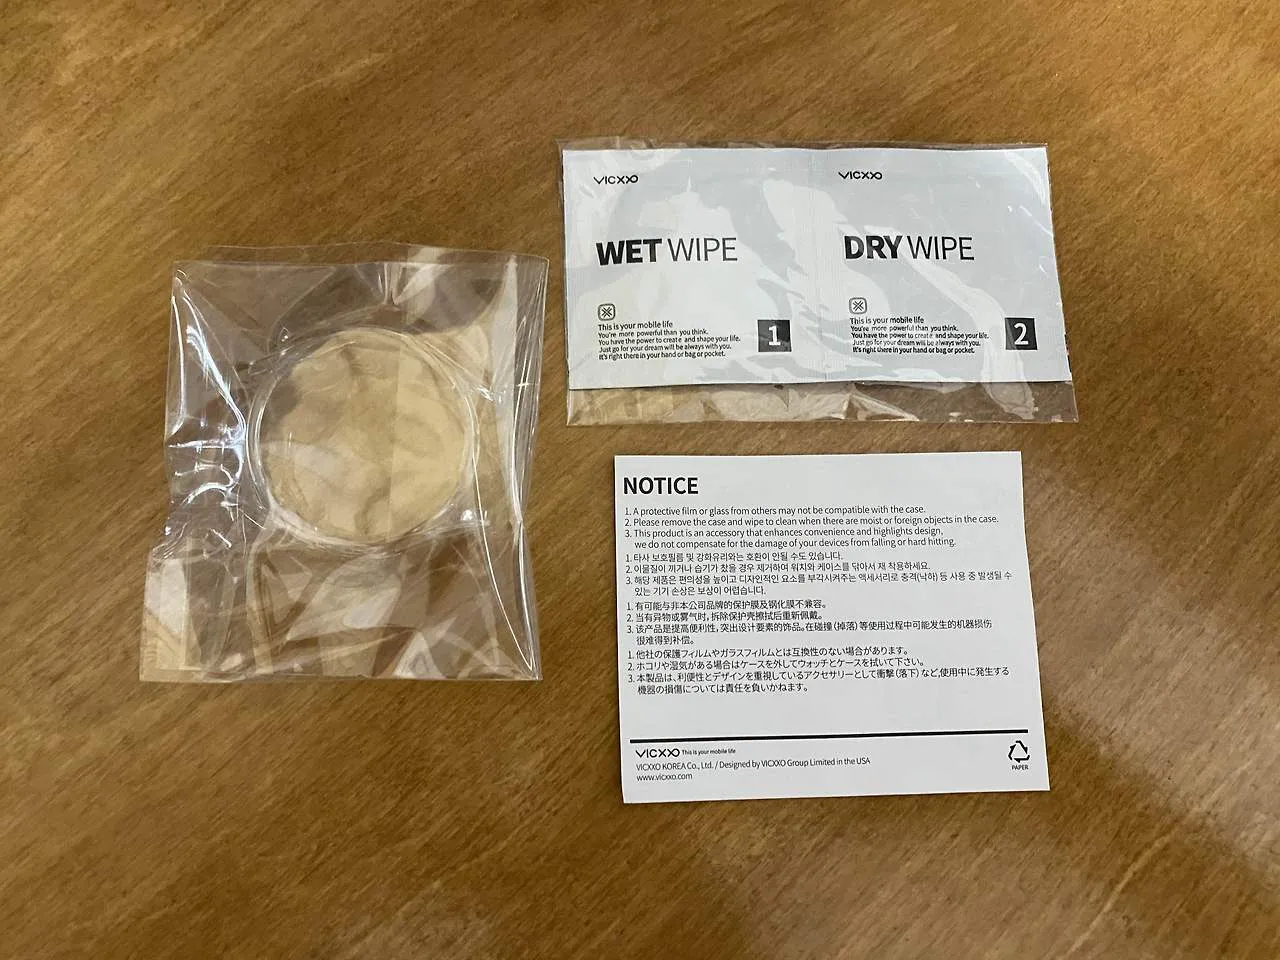 VICXXO
WET WIPE
This is your mobile life
You're more powerful than you think.
You have the power to create and shape your life.
Just go for your dream will be always with you.
It's right there in your hand or bag or pocket.
1
VICXXO
DRY WIPE
This is your mobile life
You're more powerful than you think.
You have the power to create and shape your life.
Just go for your dream will be always with you.
It's right there in your hand or bag or pocket.
2
NOTICE
1. A protective film or glass from others may not be compatible with the case.
2. Please remove the case and wipe to clean when there are moist or foreign objects in the case.
3. This product is an accessory that enhances convenience and highlights design,
we do not compensate for the damage of your devices from falling or hard hitting.
1. 타사 보호필름 및 강화유리와는 호환이 안될 수도 있습니다.
2. 이물질이 끼거나 습기가 찼을 경우 제거하여 워치와 케이스를 닦아서 재 착용하세요.
3. 해당 제품은 편의성을 높이고 디자인적인 요소를 부각시켜주는 액세서리로 충격(낙하) 등 사용 중 발생될 수
있는 기기 손상은 보상이 어렵습니다.
1. 有可能与非本公司品牌的保护膜及钢化膜不兼容。
2. 当有异物或雾气时，拆除保护壳擦拭后重新佩戴。
3. 该产品是提高便利性，突出设计要素的饰品。在碰撞（掉落）等使用过程中可能发生的机器损伤
很难得到补偿。
1. 他社の保護フィルムやガラスフィルムとは互換性のない場合があります。
2. ホコリや湿気がある場合はケースを外してウォッチとケースを拭いて下さい。
3. 本製品は、利便性とデザインを重視しているアクセサリーとして衝撃（落下）など、使用中に発生する
機器の損傷については責任を負いかねます。
VICXXO This is your mobile life
VICXXO KOREA Co., Ltd. / Designed by VICXXO Group Limited in the USA
www.vicxxo.com
PAPER